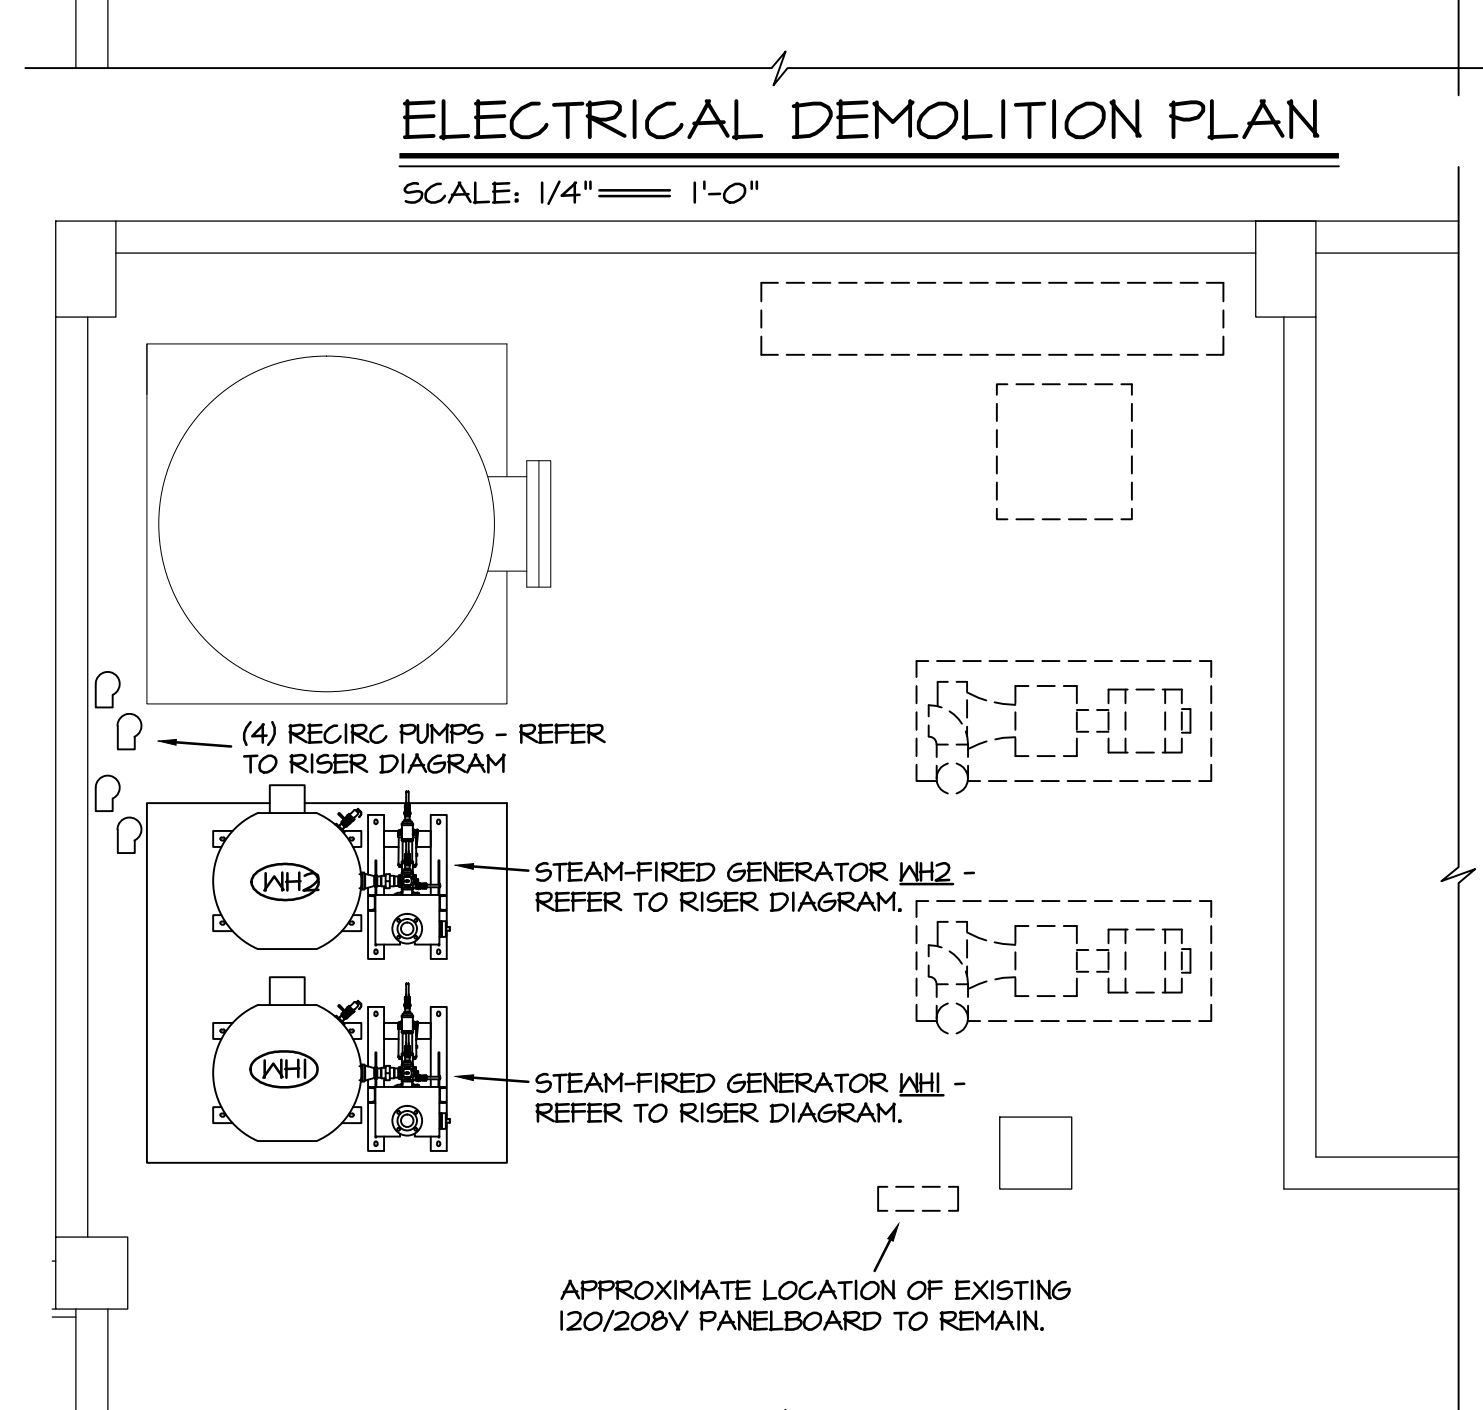 ELECTRICAL DEMOLITION PLAN
SCALE: 1/4" = 1'-0"
(4) RECIRC PUMPS - REFER
TO RISER DIAGRAM
WH2
STEAM-FIRED GENERATOR WH2 -
REFER TO RISER DIAGRAM.
WH1
STEAM-FIRED GENERATOR WH1 -
REFER TO RISER DIAGRAM.
APPROXIMATE LOCATION OF EXISTING
120/208V PANELBOARD TO REMAIN.